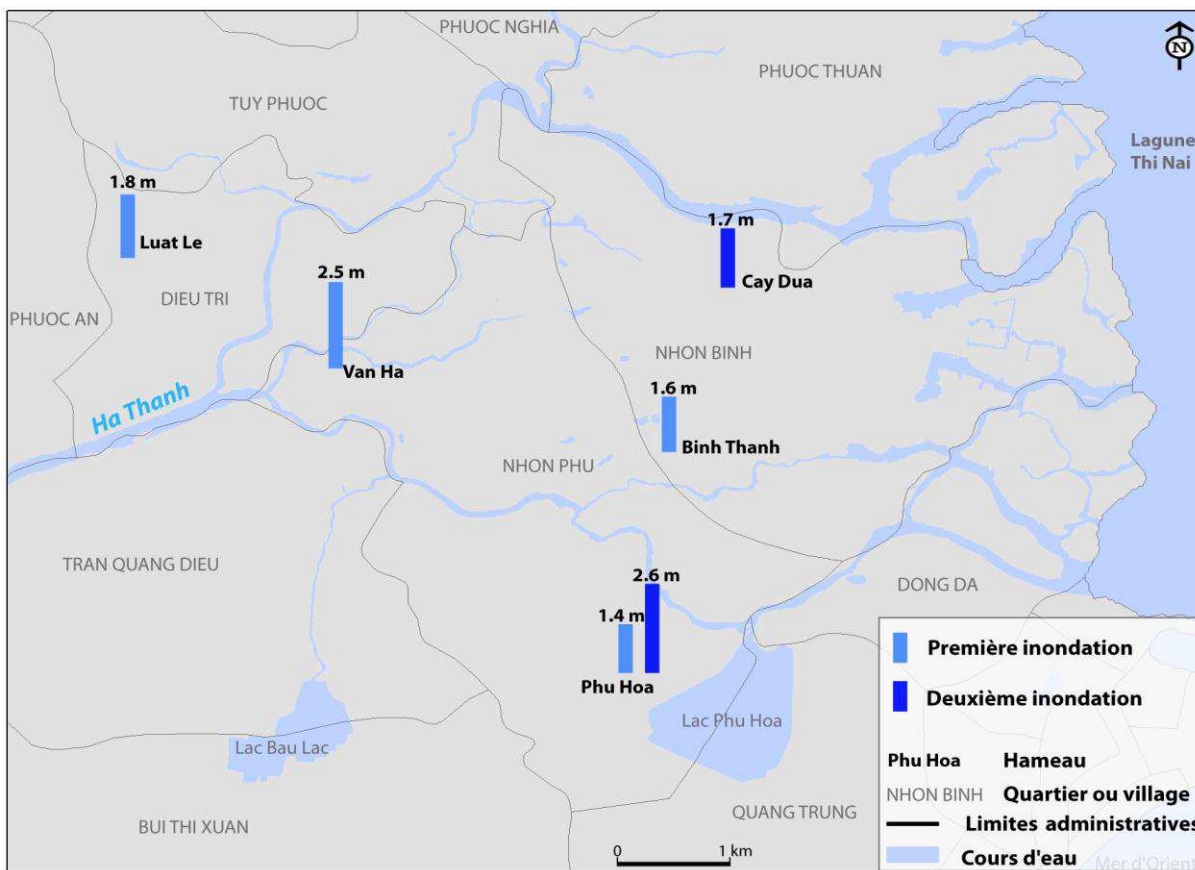 PHUOC NGHIA
PHUOC THUAN
N
TUY PHUOC
Lagune
Thi Nai
1.8 m
Luat Le
1.7 m
Cay Dua
2.5 m
DIEU TRI
PHUOC AN
Van Ha
NHON BINH
Ha Thanh
1.6 m
Binh Thanh
NHON PHU
TRAN QUANG DIEU
2.6 m
DONG DA
1.4 m
Phu Hoa
Première inondation
Deuxième inondation
Lac Phu Hoa
Lac Bau Lac
Phu Hoa Hameau
NHON BINH Quartier ou village
QUANG TRUNG
BUI THI XUAN
Limites administratives
0 1 km
Cours d'eau
Mer d'Orient